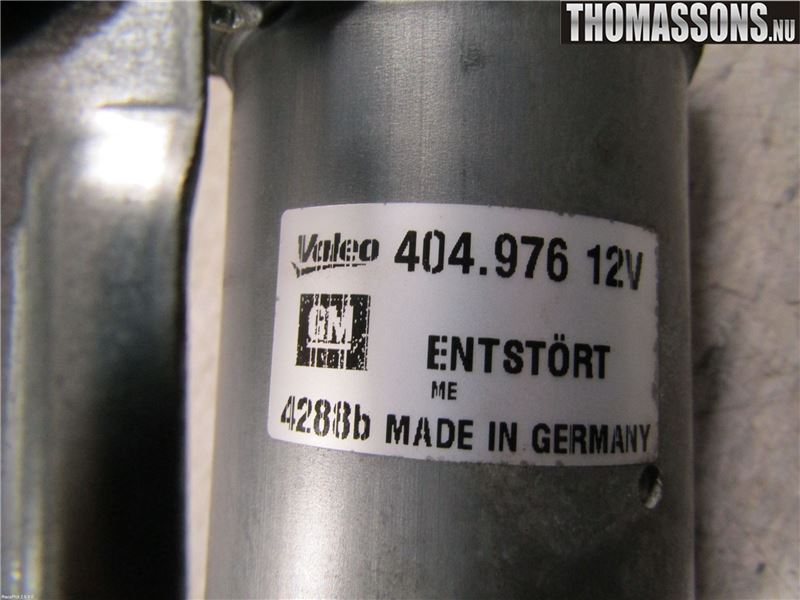 THOMASSONS.NU
Valeo 404.976 12V
GM
ENTSTÖRT
ME
4288b MADE IN GERMANY